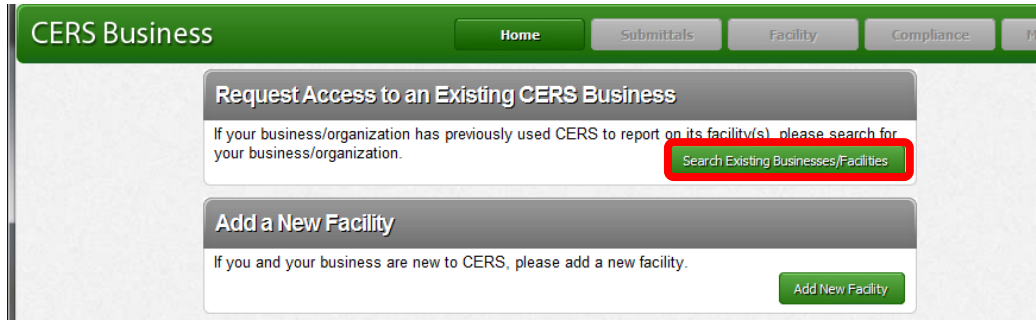 CERS Business
Home
Submittals
Facility
Compliance
M
Request Access to an Existing CERS Business
If your business/organization has previously used CERS to report on its facility(s), please search for
your business/organization.
Search Existing Businesses/Facilities
Add a New Facility
If you and your business are new to CERS, please add a new facility.
Add New Facility